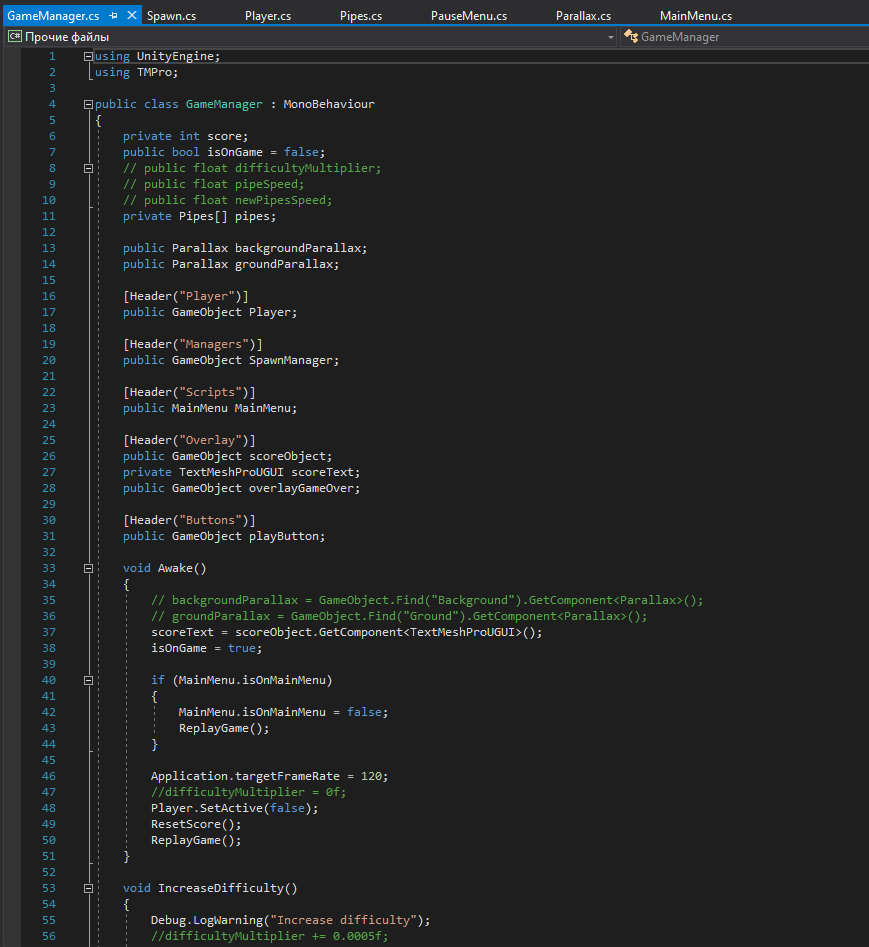 GameManager.cs Spawn.cs Player.cs Pipes.cs PauseMenu.cs Parallax.cs MainMenu.cs
C# Прочие файлы GameManager
1 using UnityEngine;
2 using TMPro;
3
4 public class GameManager : MonoBehaviour
5 {
6 private int score;
7 public bool isOnGame = false;
8 // public float difficultyMultiplier;
9 // public float pipeSpeed;
10 // public float newPipesSpeed;
11 private Pipes[] pipes;
12
13 public Parallax backgroundParallax;
14 public Parallax groundParallax;
15
16 [Header("Player")]
17 public GameObject Player;
18
19 [Header("Managers")]
20 public GameObject SpawnManager;
21
22 [Header("Scripts")]
23 public MainMenu MainMenu;
24
25 [Header("Overlay")]
26 public GameObject scoreObject;
27 private TextMeshProUGUI scoreText;
28 public GameObject overlayGameOver;
29
30 [Header("Buttons")]
31 public GameObject playButton;
32
33 void Awake()
34 {
35 // backgroundParallax = GameObject.Find("Background").GetComponent<Parallax>();
36 // groundParallax = GameObject.Find("Ground").GetComponent<Parallax>();
37 scoreText = scoreObject.GetComponent<TextMeshProUGUI>();
38 isOnGame = true;
39
40 if (MainMenu.isOnMainMenu)
41 {
42 MainMenu.isOnMainMenu = false;
43 ReplayGame();
44 }
45
46 Application.targetFrameRate = 120;
47 //difficultyMultiplier = 0f;
48 Player.SetActive(false);
49 ResetScore();
50 ReplayGame();
51 }
52
53 void IncreaseDifficulty()
54 {
55 Debug.LogWarning("Increase difficulty");
56 //difficultyMultiplier += 0.0005f;